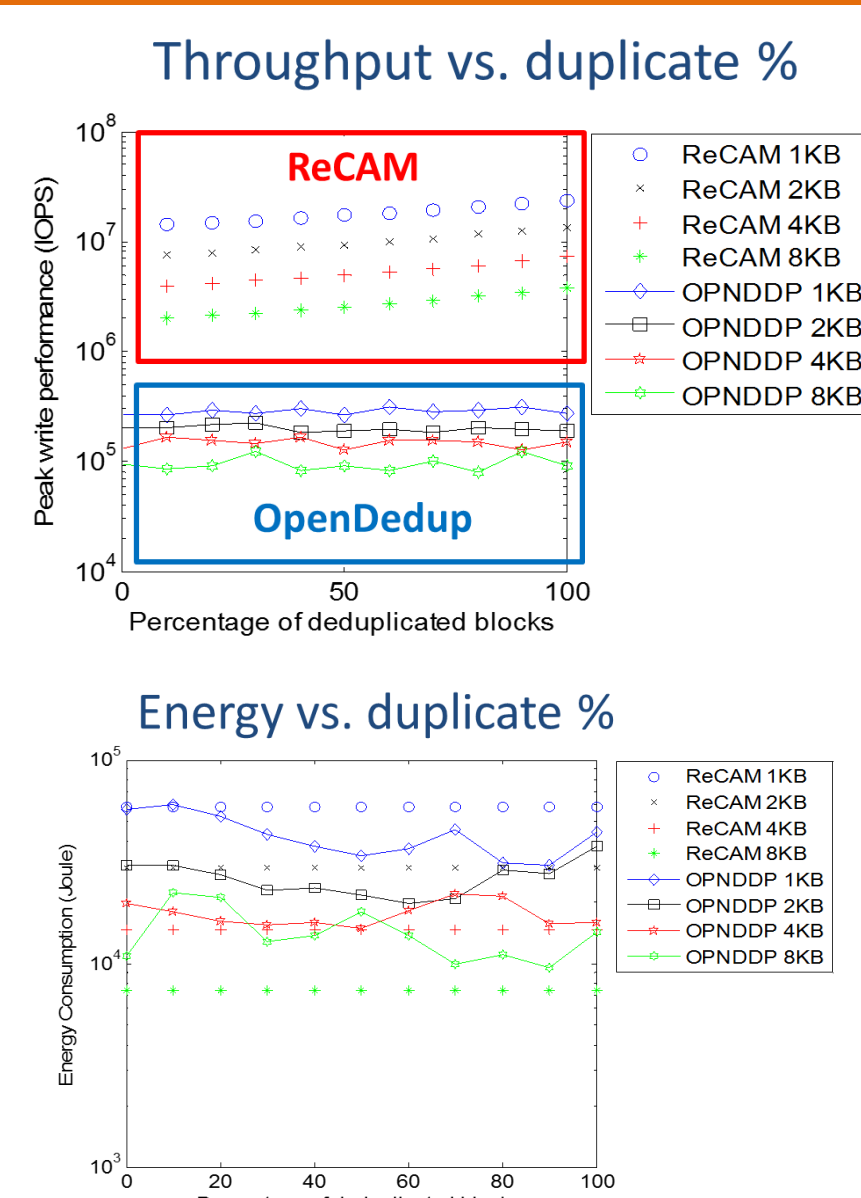 Throughput vs. duplicate %
10^8
10^7
10^6
10^5
10^4
Peak write performance (IOPS)
ReCAM
OpenDedup
0 50 100
Percentage of deduplicated blocks
ReCAM 1KB
ReCAM 2KB
ReCAM 4KB
ReCAM 8KB
OPNDDP 1KB
OPNDDP 2KB
OPNDDP 4KB
OPNDDP 8KB
Energy vs. duplicate %
10^5
10^4
10^3
Energy Consumption (Joule)
0 20 40 60 80 100
ReCAM 1KB
ReCAM 2KB
ReCAM 4KB
ReCAM 8KB
OPNDDP 1KB
OPNDDP 2KB
OPNDDP 4KB
OPNDDP 8KB